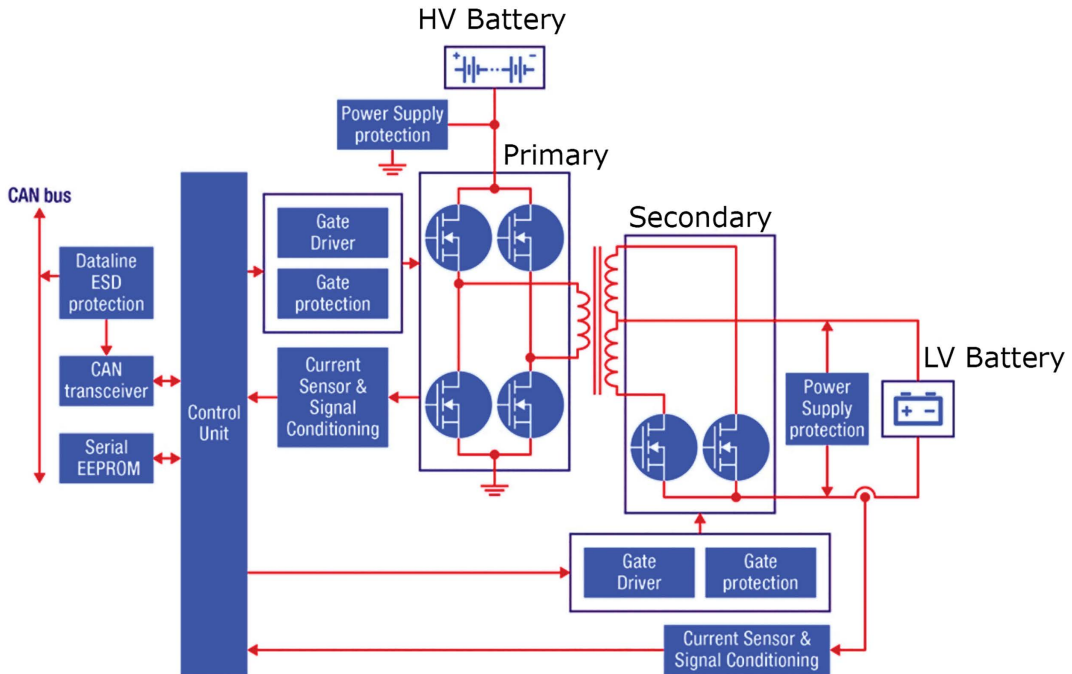 HV Battery
+ −
Power Supply
protection
Primary
CAN bus
Secondary
Gate
Driver
Dataline
ESD
protection
Gate
protection
LV Battery
CAN
transceiver
Current
Sensor &
Signal
Conditioning
Control
Unit
Power
Supply
protection
+ −
Serial
EEPROM
Gate
Driver
Gate
protection
Current Sensor &
Signal Conditioning